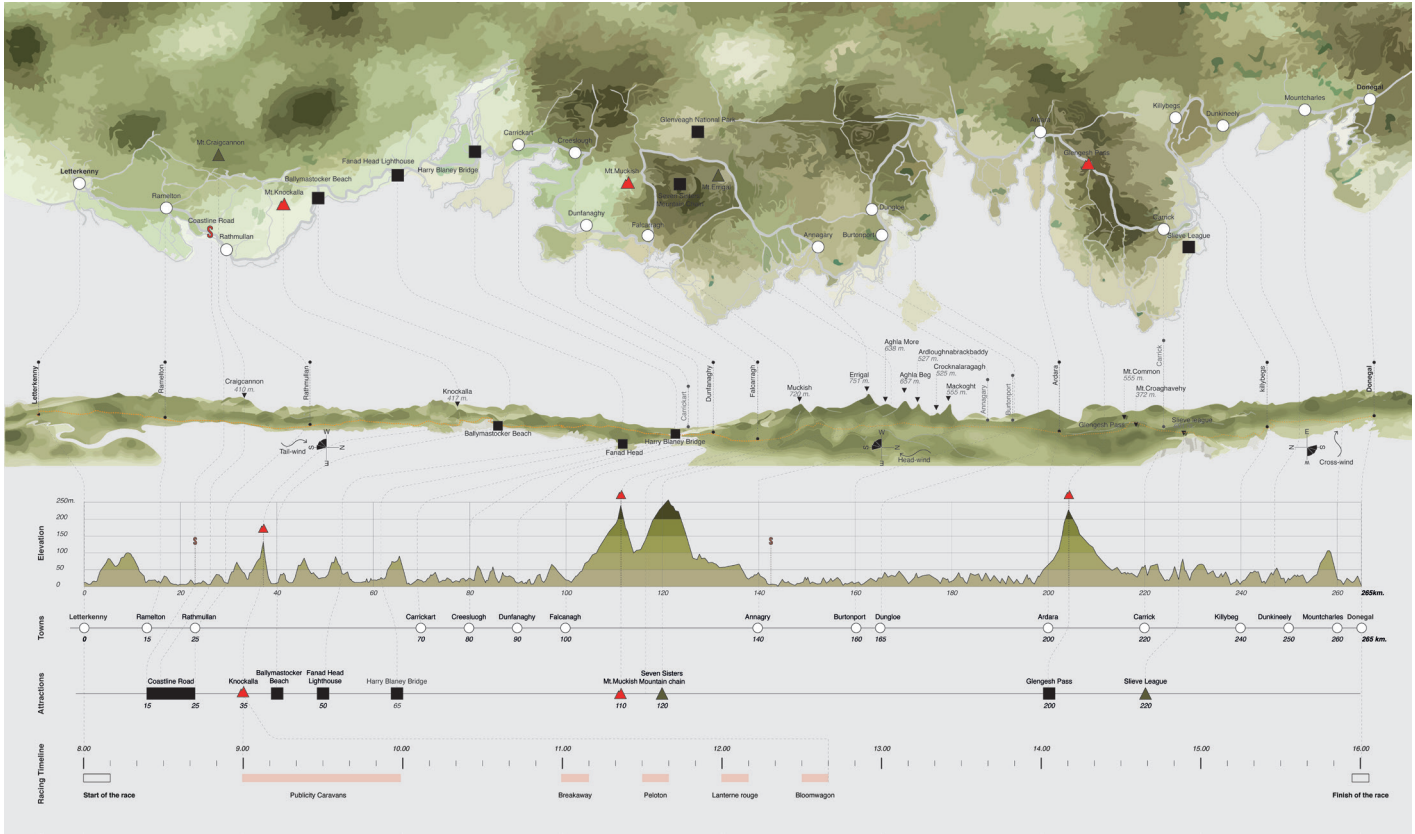 Donegal
Mountcharles
Killybegs
Dunkineely
Glenveagh National Park
Ardara
Carrickart
Creeslough
Mt.Craigcannon
Fanad Head Lighthouse
Harry Blaney Bridge
Glengesh Pass
Letterkenny
Mt.Muckish
Mt.Errigal
Ballymastocker Beach
Mt.Knockalla
Ramelton
Dungloe
Coastline Road
Dunfanaghy
Falcarragh
Carrick
Rathmullan
Annagary
Burtonport
Slieve League
Letterkenny
Ramelton
Craigcannon
410 m.
Rathmullan
Knockalla
417 m.
Carrickart
Dunfanaghy
Falcarragh
Muckish
720 m.
Errigal
751 m.
Aghla More
638 m.
Aghla Beg
657 m.
Ardloughnabrackbaddy
527 m.
Crocknalaragagh
525 m.
Mackoght
555 m.
Annagary
Burtonport
Ardara
Carrick
Mt.Common
555 m.
Mt.Croaghavehy
372 m.
killybegs
Donegal
Ballymastocker Beach
Fanad Head
Harry Blaney Bridge
Glengesh Pass
Slieve league
Tail-wind
W
S
N
E
Head-wind
W
S
N
E
Cross-wind
E
N
S
W
Elevation
250m.
200
150
100
50
0
0 20 40 60 80 100 120 140 160 180 200 220 240 260 265km.
Towns
Letterkenny Ramelton Rathmullan Carrickart Creesluogh Dunfanaghy Falcanagh Annagry Burtonport Dungloe Ardara Carrick Killybeg Dunkineely Mountcharles Donegal
0 15 25 70 80 90 100 140 160 165 200 220 240 250 260 265 km.
Attractions
Coastline Road
15 25
Knockalla
35
Ballymastocker
Beach
42
Fanad Head
Lighthouse
50
Harry Blaney Bridge
65
Mt.Muckish
110
Seven Sisters
Mountain chain
120
Glengesh Pass
200
Slieve League
220
Racing Timeline
8.00 9.00 10.00 11.00 12.00 13.00 14.00 15.00 16.00
Start of the race
Publicity Caravans
Breakaway
Peloton
Lanterne rouge
Bloomwagon
Finish of the race